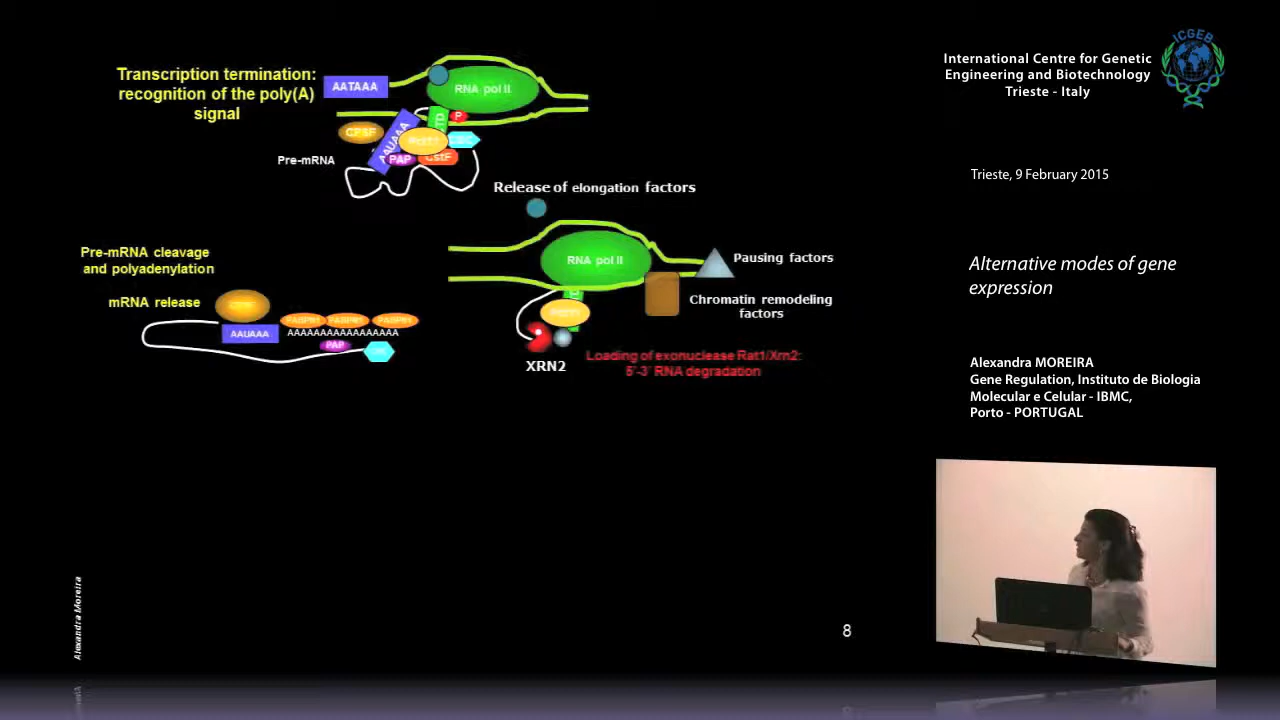 Transcription termination:
recognition of the poly(A)
signal
AATAAA
RNA pol II
P
CPSF
AAUAAA
PAP
CstF
Pre-mRNA
Release of elongation factors
Pre-mRNA cleavage
and polyadenylation
mRNA release
AAUAAA
AAAAAAAAAAAAAAAAA
PAP
RNA pol II
Pausing factors
Chromatin remodeling
factors
XRN2
Loading of exonuclease Rat1/Xrn2:
5´-3´ RNA degradation
Alexandra Moreira
8
International Centre for Genetic
Engineering and Biotechnology
Trieste - Italy
ICGEB
Trieste, 9 February 2015
Alternative modes of gene
expression
Alexandra MOREIRA
Gene Regulation, Instituto de Biologia
Molecular e Celular - IBMC,
Porto - PORTUGAL